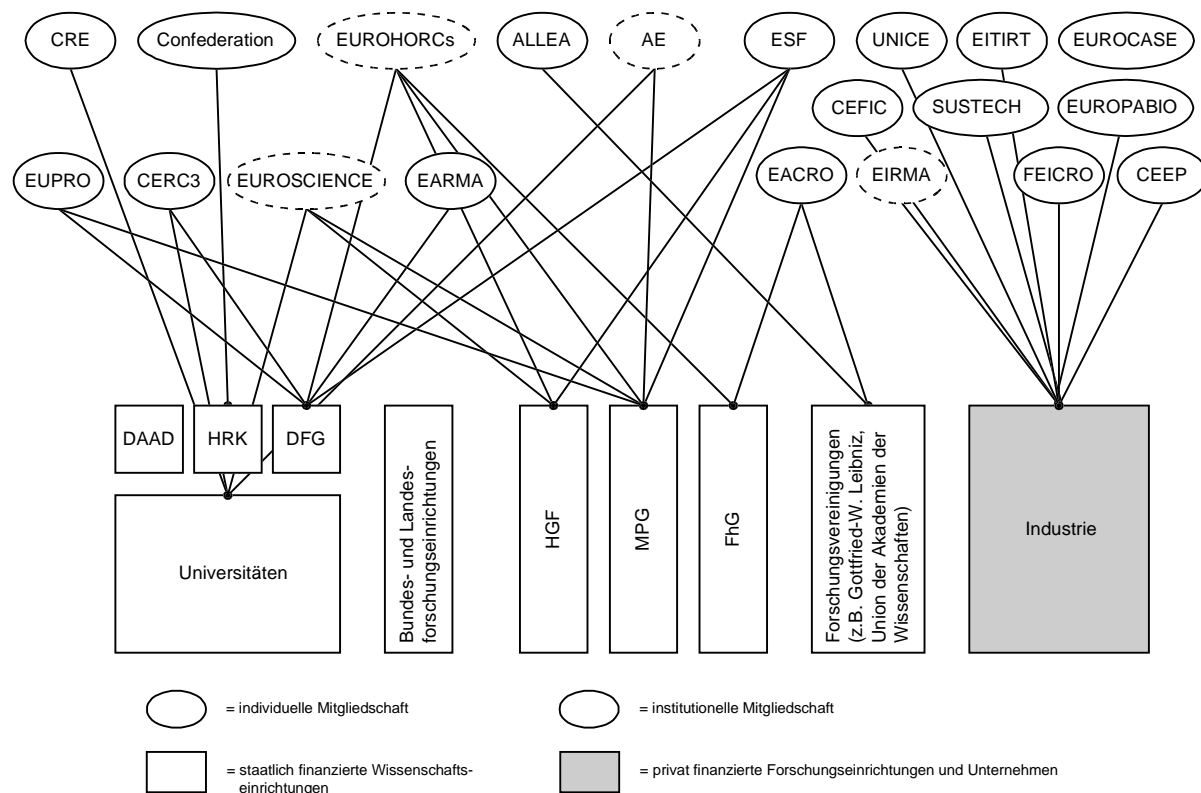 CRE
Confederation
EUROHORCs
ALLEA
AE
ESF
UNICE
EITIRT
EUROCASE
CEFIC
SUSTECH
EUROPABIO
EUPRO
CERC3
EUROSCIENCE
EARMA
EACRO
EIRMA
FEICRO
CEEP
DAAD
HRK
DFG
Universitäten
Bundes- und Landes-
forschungseinrichtungen
HGF
MPG
FhG
Forschungsvereinigungen
(z.B. Gottfried-W. Leibniz,
Union der Akademien der
Wissenschaften)
Industrie
= individuelle Mitgliedschaft
= institutionelle Mitgliedschaft
= staatlich finanzierte Wissenschafts-
einrichtungen
= privat finanzierte Forschungseinrichtungen und Unternehmen